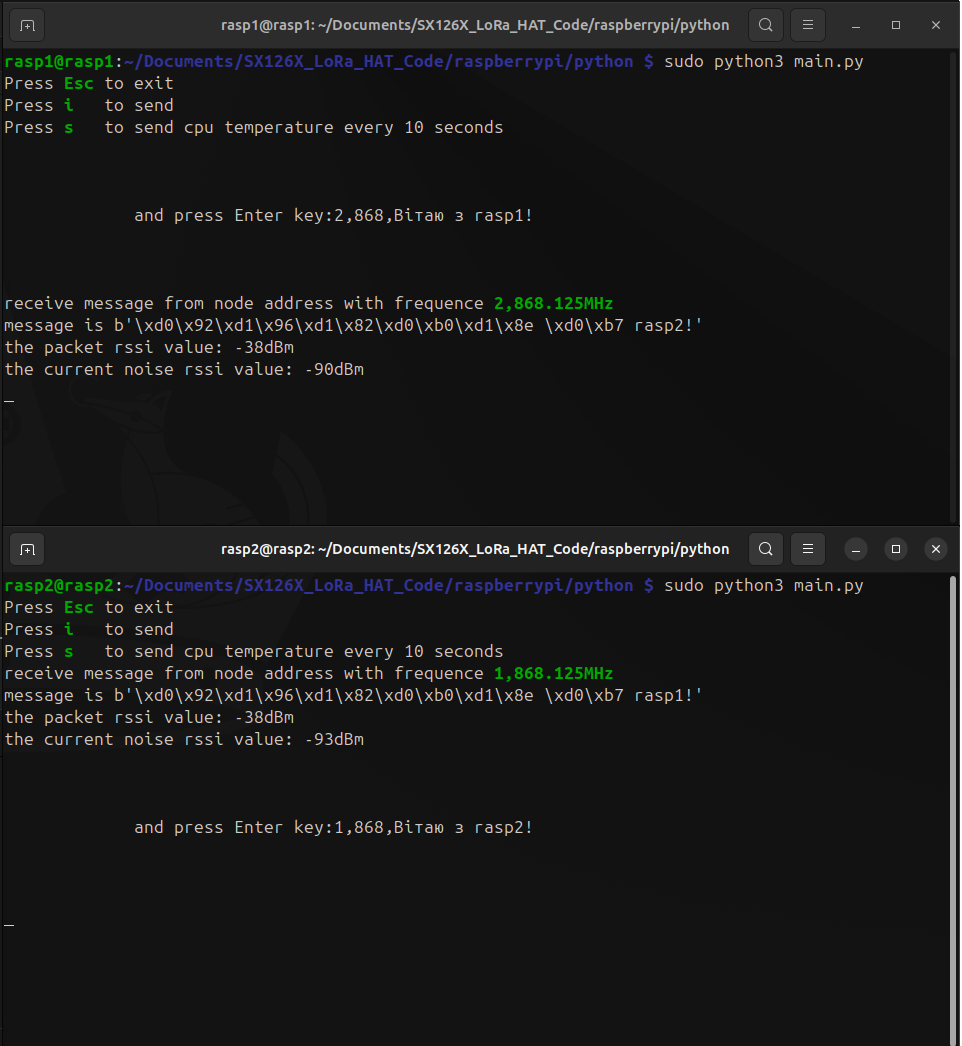 rasp1@rasp1: ~/Documents/SX126X_LoRa_HAT_Code/raspberrypi/python
rasp1@rasp1:~/Documents/SX126X_LoRa_HAT_Code/raspberrypi/python $ sudo python3 main.py
Press Esc to exit
Press i   to send
Press s   to send cpu temperature every 10 seconds
and press Enter key:2,868,Вітаю з rasp1!
receive message from node address with frequence 2,868.125MHz
message is b'\xd0\x92\xd1\x96\xd1\x82\xd0\xb0\xd1\x8e \xd0\xb7 rasp2!'
the packet rssi value: -38dBm
the current noise rssi value: -90dBm
rasp2@rasp2: ~/Documents/SX126X_LoRa_HAT_Code/raspberrypi/python
rasp2@rasp2:~/Documents/SX126X_LoRa_HAT_Code/raspberrypi/python $ sudo python3 main.py
Press Esc to exit
Press i   to send
Press s   to send cpu temperature every 10 seconds
receive message from node address with frequence 1,868.125MHz
message is b'\xd0\x92\xd1\x96\xd1\x82\xd0\xb0\xd1\x8e \xd0\xb7 rasp1!'
the packet rssi value: -38dBm
the current noise rssi value: -93dBm
and press Enter key:1,868,Вітаю з rasp2!